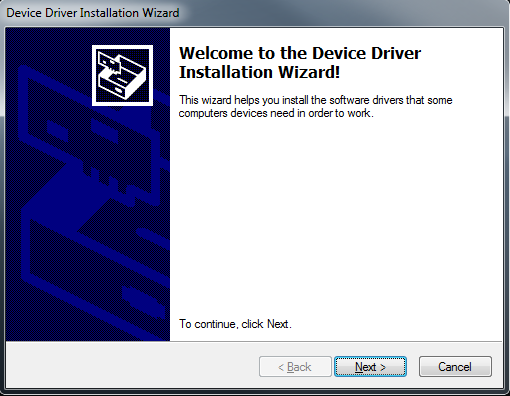 Device Driver Installation Wizard
Welcome to the Device Driver
Installation Wizard!
This wizard helps you install the software drivers that some
computers devices need in order to work.
To continue, click Next.
< Back
Next >
Cancel